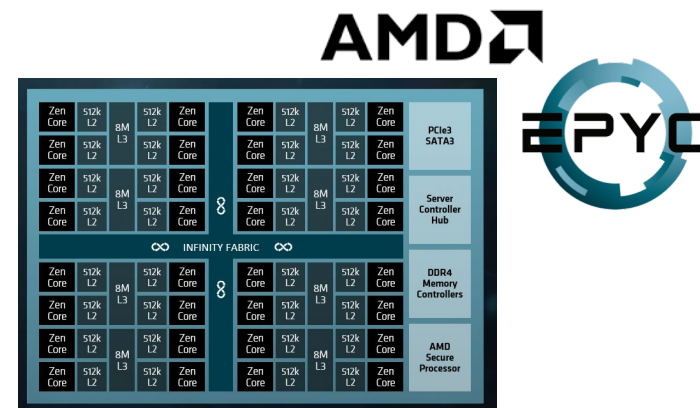 AMD
EPYC
Zen 512k 512k Zen Zen 512k 512k Zen
Core L2 8M L2 Core Core L2 8M L2 Core
Zen 512k L3 512k Zen Zen 512k L3 512k Zen
Core L2 L2 Core Core L2 L2 Core
Zen 512k 512k Zen Zen 512k 512k Zen
Core L2 8M L2 Core Core L2 8M L2 Core
Zen 512k L3 512k Zen Zen 512k L3 512k Zen
Core L2 L2 Core Core L2 L2 Core
INFINITY FABRIC
Zen 512k 512k Zen Zen 512k 512k Zen
Core L2 8M L2 Core Core L2 8M L2 Core
Zen 512k L3 512k Zen Zen 512k L3 512k Zen
Core L2 L2 Core Core L2 L2 Core
Zen 512k 512k Zen Zen 512k 512k Zen
Core L2 8M L2 Core Core L2 8M L2 Core
Zen 512k L3 512k Zen Zen 512k L3 512k Zen
Core L2 L2 Core Core L2 L2 Core
PCIe3
SATA3
Server
Controller
Hub
DDR4
Memory
Controllers
AMD
Secure
Processor